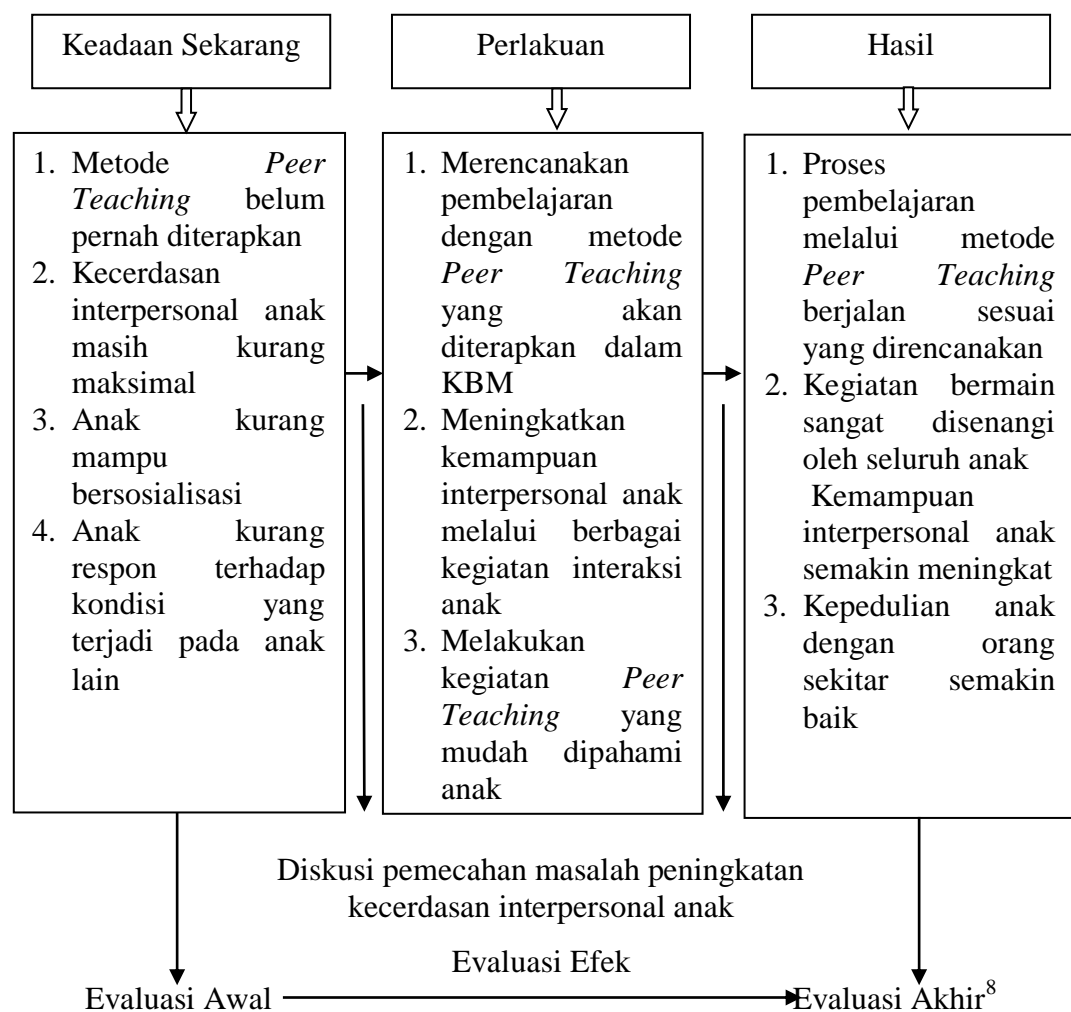 Keadaan Sekarang
Perlakuan
Hasil
1. Metode Peer
Teaching belum
pernah diterapkan
2. Kecerdasan
interpersonal anak
masih kurang
maksimal
3. Anak kurang
mampu
bersosialisasi
4. Anak kurang
respon terhadap
kondisi yang
terjadi pada anak
lain
1. Merencanakan
pembelajaran
dengan metode
Peer Teaching
yang akan
diterapkan dalam
KBM
2. Meningkatkan
kemampuan
interpersonal anak
melalui berbagai
kegiatan interaksi
anak
3. Melakukan
kegiatan Peer
Teaching yang
mudah dipahami
anak
1. Proses
pembelajaran
melalui metode
Peer Teaching
berjalan sesuai
yang direncanakan
2. Kegiatan bermain
sangat disenangi
oleh seluruh anak
Kemampuan
interpersonal anak
semakin meningkat
3. Kepedulian anak
dengan orang
sekitar semakin
baik
Diskusi pemecahan masalah peningkatan
kecerdasan interpersonal anak
Evaluasi Efek
Evaluasi Awal
Evaluasi Akhir⁸